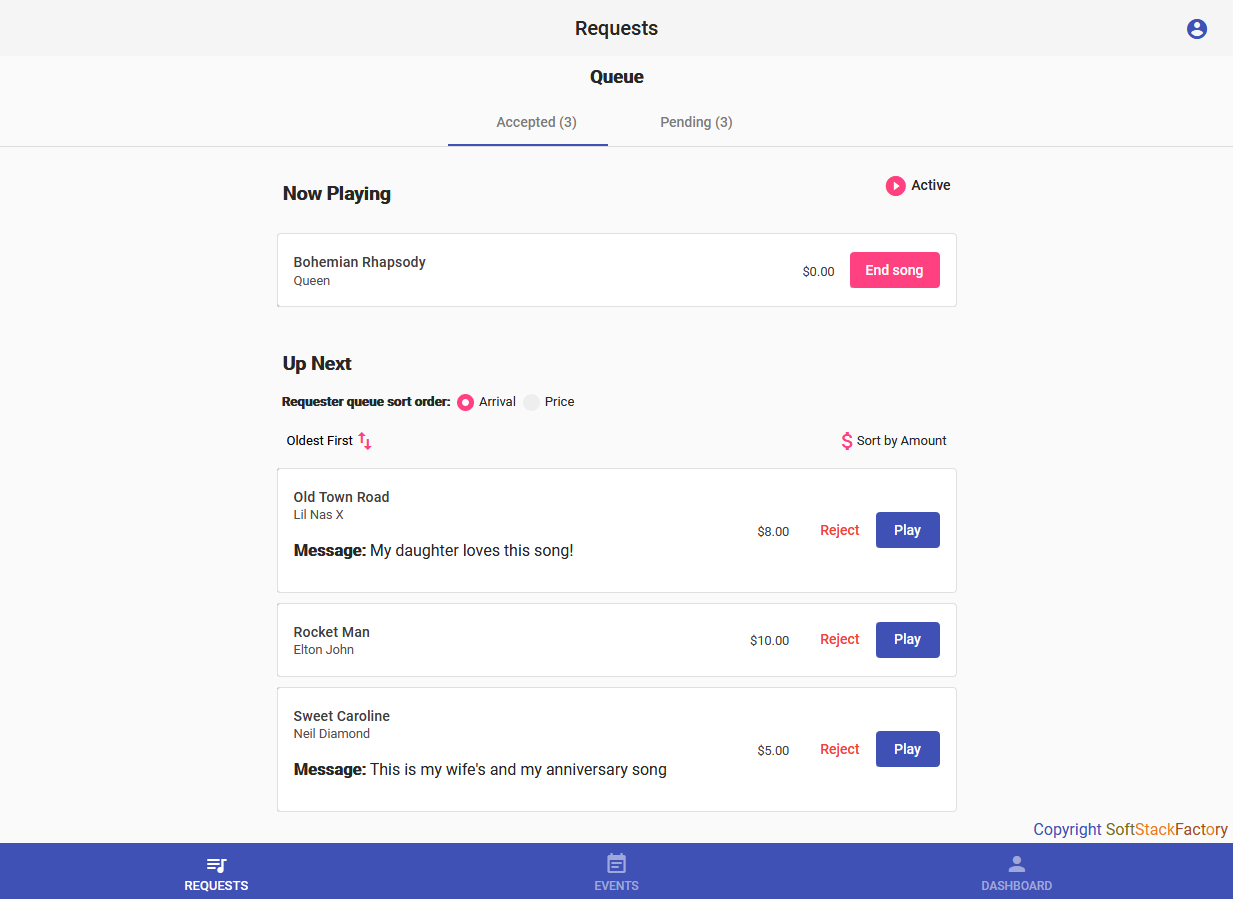 Requests
Queue
Accepted (3) Pending (3)
Now Playing Active
Bohemian Rhapsody
Queen
$0.00 End song
Up Next
Requester queue sort order: Arrival Price
Oldest First $ Sort by Amount
Old Town Road
Lil Nas X
$8.00 Reject Play
Message: My daughter loves this song!
Rocket Man
Elton John
$10.00 Reject Play
Sweet Caroline
Neil Diamond
$5.00 Reject Play
Message: This is my wife's and my anniversary song
Copyright SoftStackFactory
REQUESTS EVENTS DASHBOARD